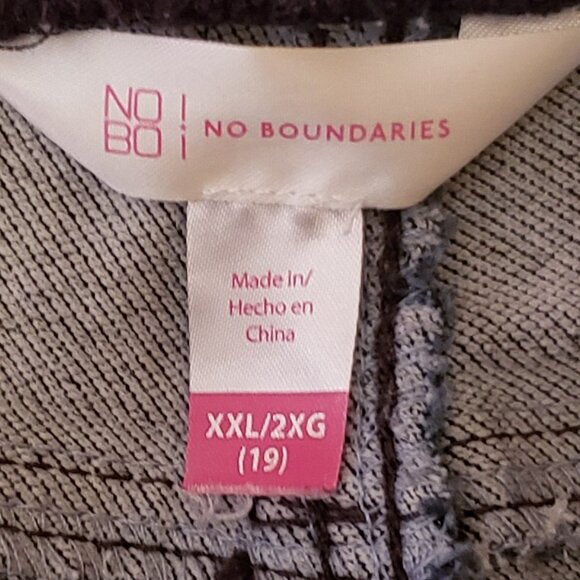 NO
BO
NO BOUNDARIES
Made in/
Hecho en
China
XXL/2XG
(19)